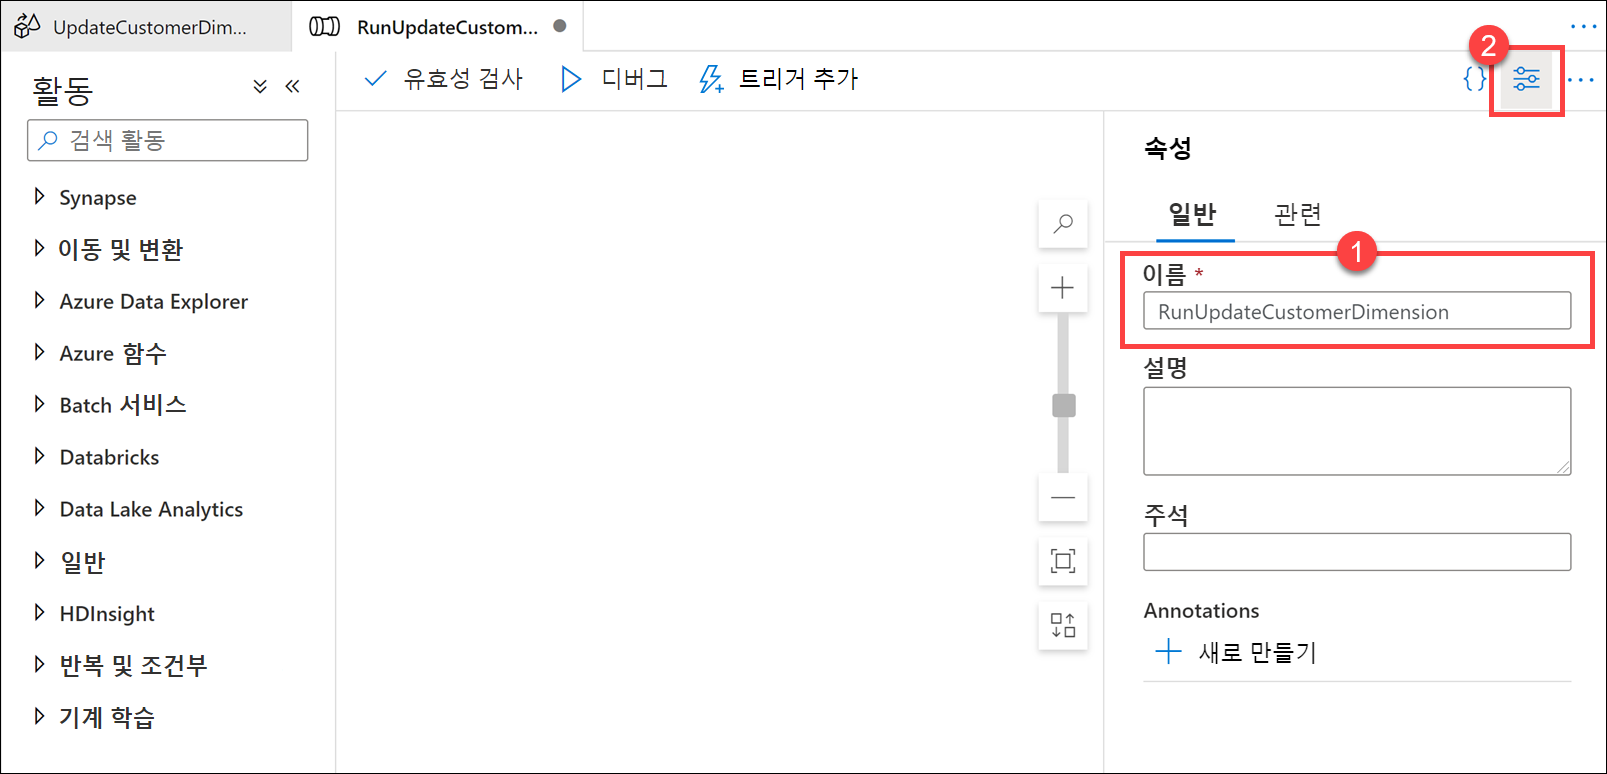 UpdateCustomerDim...
RunUpdateCustom...
활동
유효성 검사
디버그
트리거 추가
{}
2
검색 활동
Synapse
이동 및 변환
Azure Data Explorer
Azure 함수
Batch 서비스
Databricks
Data Lake Analytics
일반
HDInsight
반복 및 조건부
기계 학습
속성
일반
관련
1
이름 *
RunUpdateCustomerDimension
설명
주석
Annotations
새로 만들기